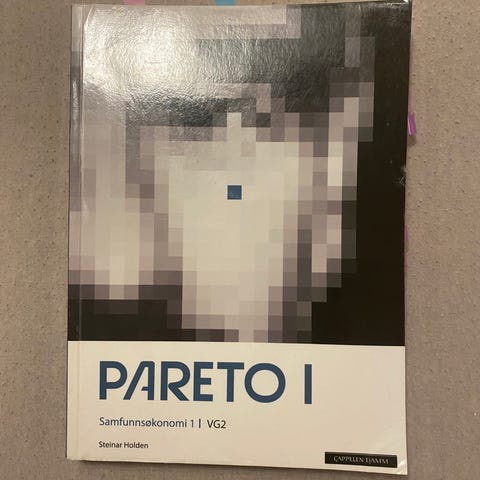 PARETO I
Samfunnsøkonomi 1 | VG2
Steinar Holden
CAPPELEN DAMM